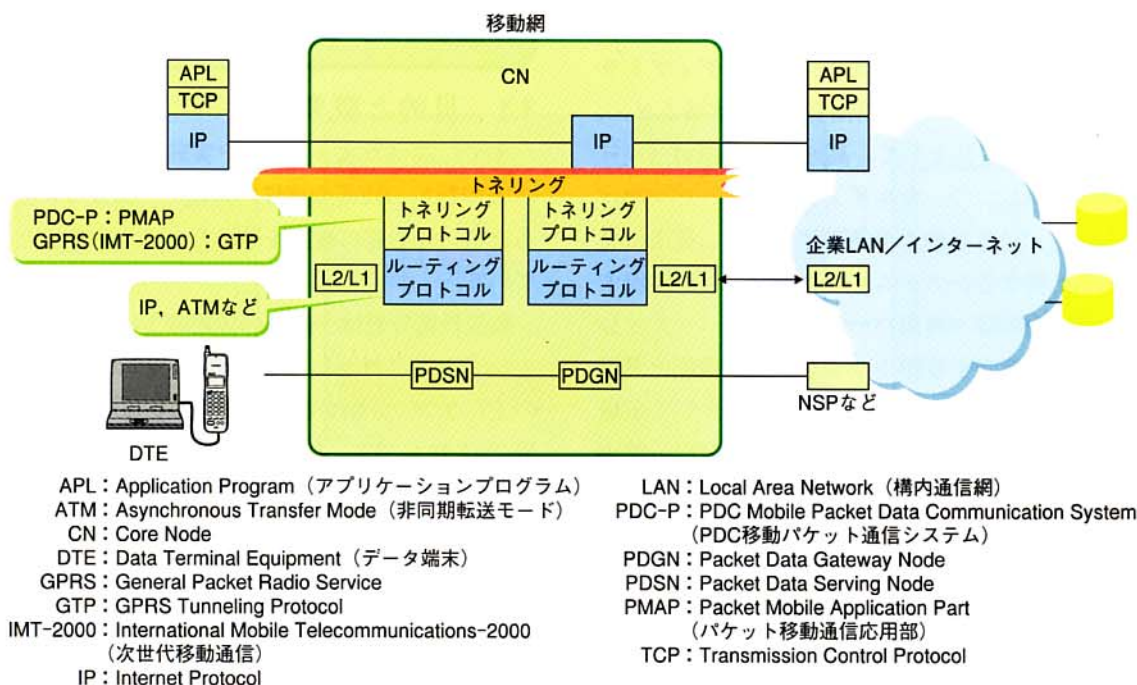 移動網
CN
APL
TCP
IP
IP
APL
TCP
IP
トネリング
PDC-P：PMAP
GPRS(IMT-2000)：GTP
トネリング
プロトコル
トネリング
プロトコル
企業LAN／インターネット
L2/L1
ルーティング
プロトコル
ルーティング
プロトコル
L2/L1
L2/L1
IP，ATMなど
PDSN
PDGN
NSPなど
DTE
APL：Application Program（アプリケーションプログラム）
ATM：Asynchronous Transfer Mode（非同期転送モード）
CN：Core Node
DTE：Data Terminal Equipment（データ端末）
GPRS：General Packet Radio Service
GTP：GPRS Tunneling Protocol
IMT-2000：International Mobile Telecommunications-2000
（次世代移動通信）
IP：Internet Protocol
LAN：Local Area Network（構内通信網）
PDC-P：PDC Mobile Packet Data Communication System
（PDC移動パケット通信システム）
PDGN：Packet Data Gateway Node
PDSN：Packet Data Serving Node
PMAP：Packet Mobile Application Part
（パケット移動通信応用部）
TCP：Transmission Control Protocol